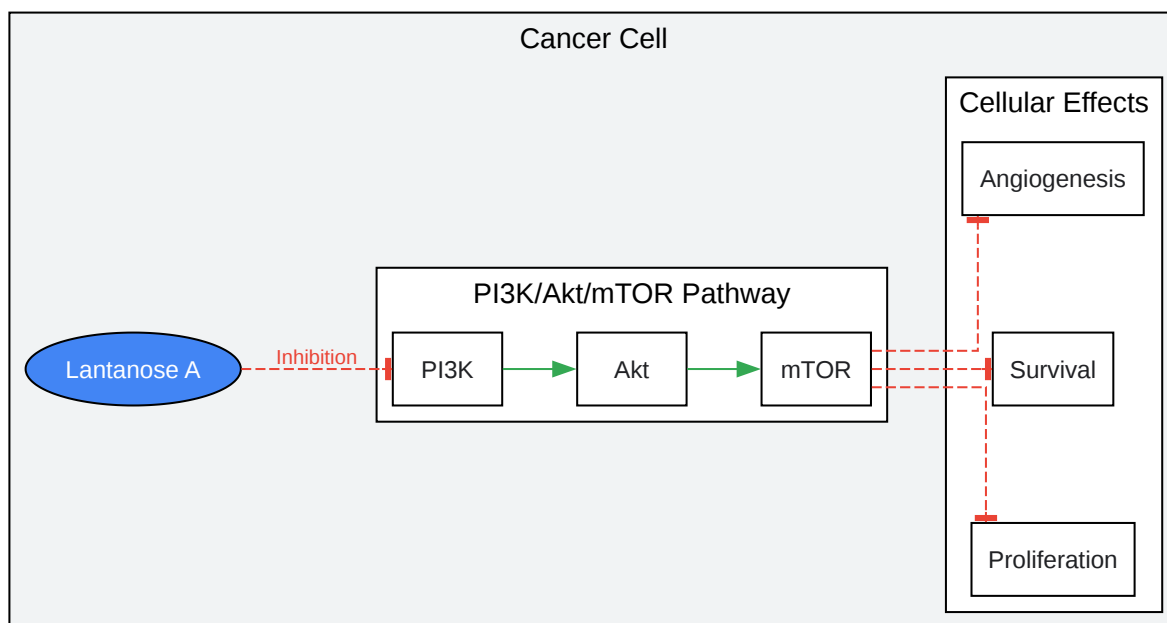 Cancer Cell
Cellular Effects
Angiogenesis
PI3K/Akt/mTOR Pathway
Lantanose A
Inhibition
PI3K
Akt
mTOR
Survival
Proliferation